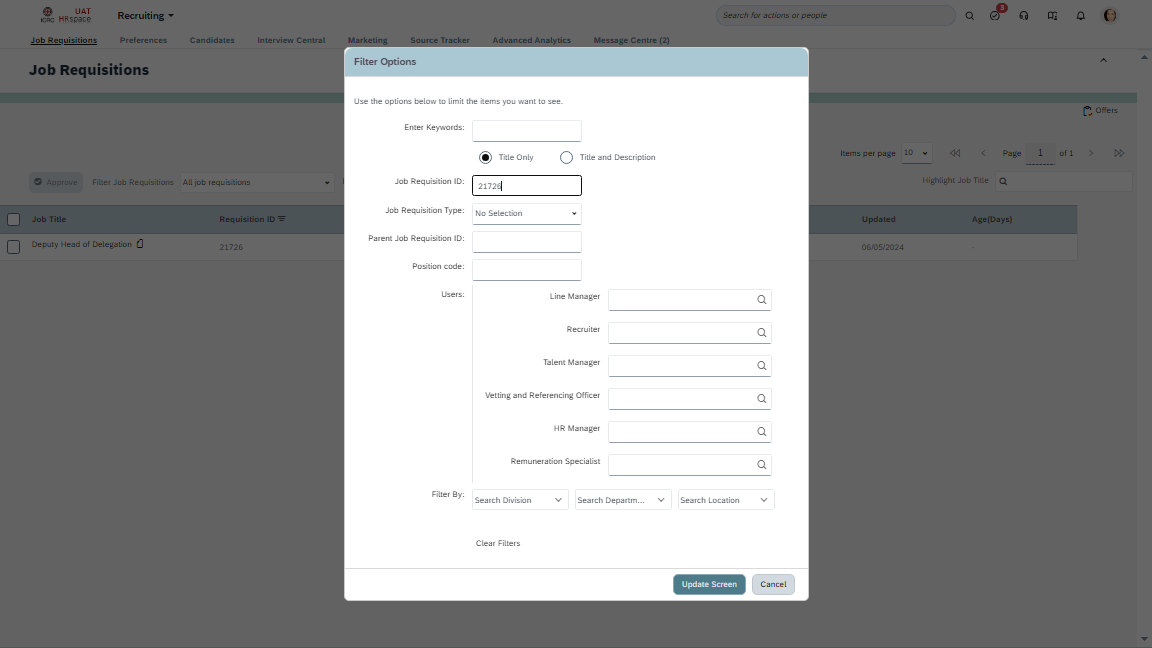 ICRC
UAT
HRspace
Recruiting
Search for actions or people
3
Job Requisitions
Preferences
Candidates
Interview Central
Marketing
Source Tracker
Advanced Analytics
Message Centre (2)
Job Requisitions
Offers
Items per page 10
Page 1 of 1
Approve
Filter Job Requisitions
All job requisitions
Highlight Job Title
Job Title
Requisition ID
Updated
Age(Days)
Deputy Head of Delegation
21726
06/05/2024
-
Filter Options
Use the options below to limit the items you want to see.
Enter Keywords:
Title Only
Title and Description
Job Requisition ID:
21726
Job Requisition Type:
No Selection
Parent Job Requisition ID:
Position code:
Users:
Line Manager
Recruiter
Talent Manager
Vetting and Referencing Officer
HR Manager
Remuneration Specialist
Filter By:
Search Division
Search Departm...
Search Location
Clear Filters
Update Screen
Cancel